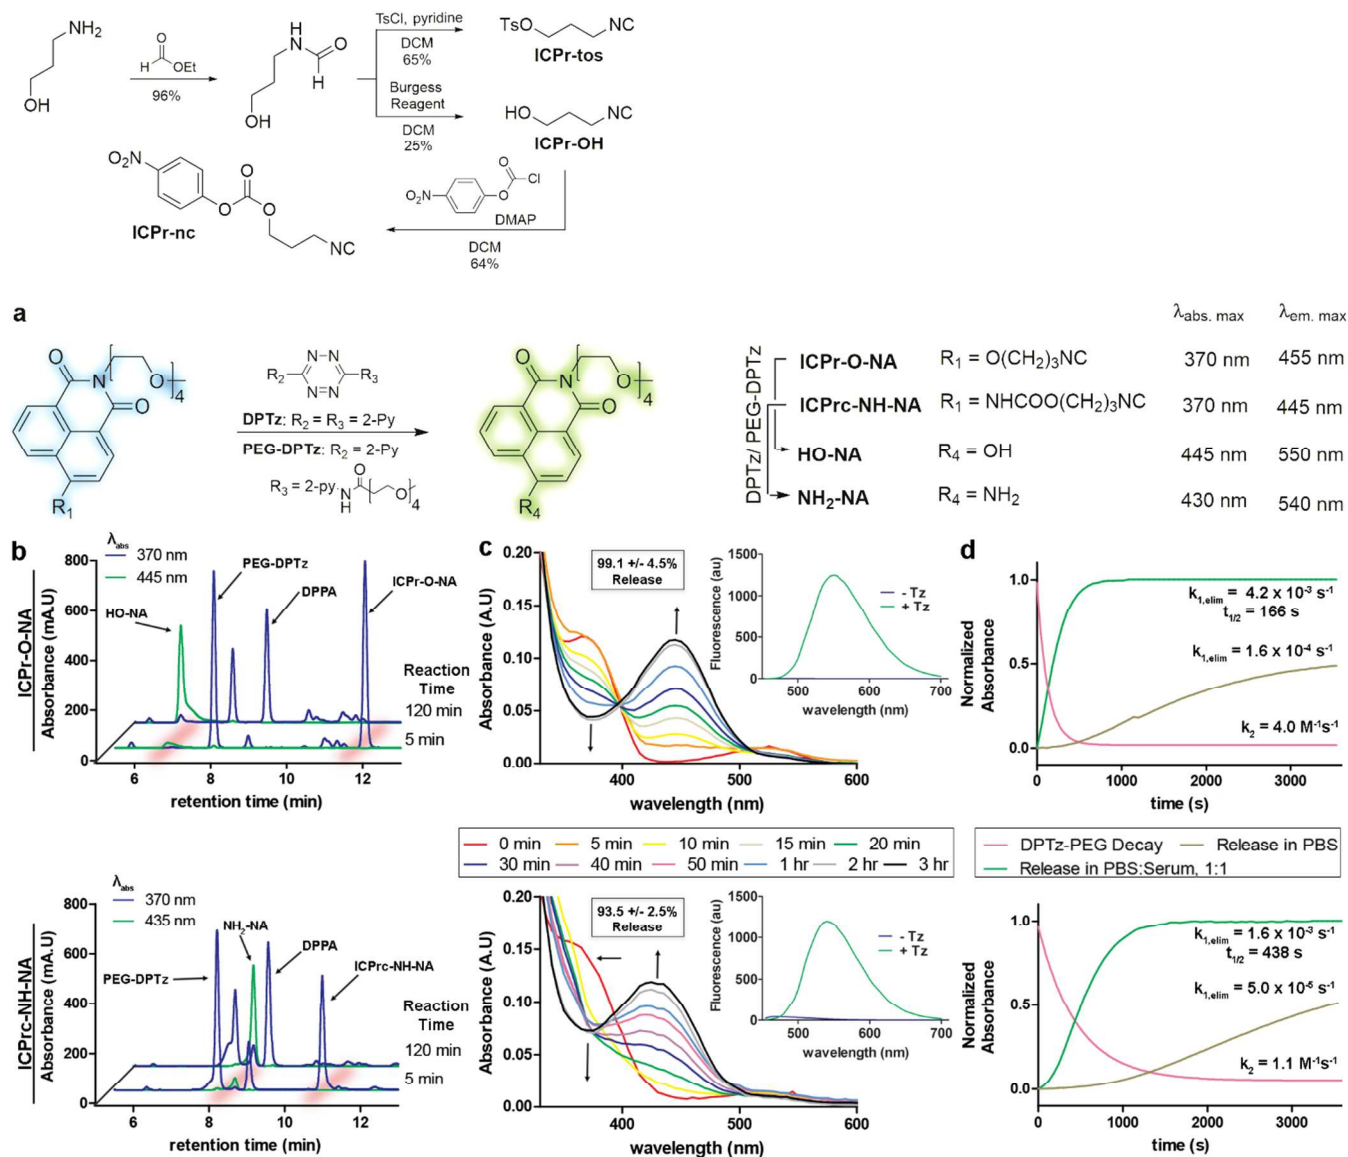 NH2
OH
H
O
OEt
96%
H
N
O
H
OH
TsCl, pyridine
DCM
65%
TsO
NC
ICPr-tos
Burgess
Reagent
DCM
25%
HO
NC
ICPr-OH
O2N
O
O
O
NC
ICPr-nc
O2N
O
O
Cl
DMAP
DCM
64%
a
O
N
O
O
4
R1
N
N
N
N
R2
R3
DPTz: R2 = R3 = 2-Py
PEG-DPTz: R2 = 2-Py
R3 = 2-py
N
H
O
O
4
O
N
O
O
4
R4
DPTz/ PEG-DPTz
λabs. max
λem. max
ICPr-O-NA R1 = O(CH2)3NC 370 nm 455 nm
ICPrc-NH-NA R1 = NHCOO(CH2)3NC 370 nm 445 nm
HO-NA R4 = OH 445 nm 550 nm
NH2-NA R4 = NH2 430 nm 540 nm
b
ICPr-O-NA
λabs
370 nm
445 nm
PEG-DPTz
DPPA
ICPr-O-NA
HO-NA
Reaction
Time
120 min
5 min
Absorbance (mA.U)
800
600
400
200
0
6 8 10 12
retention time (min)
c
99.1 +/- 4.5%
Release
Absorbance (A.U)
0.20
0.15
0.10
0.05
0.00
400 500 600
wavelength (nm)
Fluorescence (au)
1500
1000
500
0
500 600 700
wavelength (nm)
- Tz
+ Tz
d
Normalized
Absorbance
1.0
0.5
0.0
k1,elim = 4.2 x 10-3 s-1
t1/2 = 166 s
k1,elim = 1.6 x 10-4 s-1
k2 = 4.0 M-1s-1
0 1000 2000 3000
time (s)
0 min 5 min 10 min 15 min 20 min
30 min 40 min 50 min 1 hr 2 hr 3 hr
DPTz-PEG Decay Release in PBS
Release in PBS:Serum, 1:1
ICPrc-NH-NA
λabs
370 nm
435 nm
NH2-NA
DPPA
PEG-DPTz
ICPrc-NH-NA
Reaction
Time
120 min
5 min
Absorbance (mA.U)
800
600
400
200
0
6 8 10 12
retention time (min)
93.5 +/- 2.5%
Release
Absorbance (A.U)
0.20
0.15
0.10
0.05
0.00
400 500 600
wavelength (nm)
Fluorescence (au)
1500
1000
500
0
500 600 700
wavelength (nm)
- Tz
+ Tz
Normalized
Absorbance
1.0
0.5
0.0
k1,elim = 1.6 x 10-3 s-1
t1/2 = 438 s
k1,elim = 5.0 x 10-5 s-1
k2 = 1.1 M-1s-1
0 1000 2000 3000
time (s)